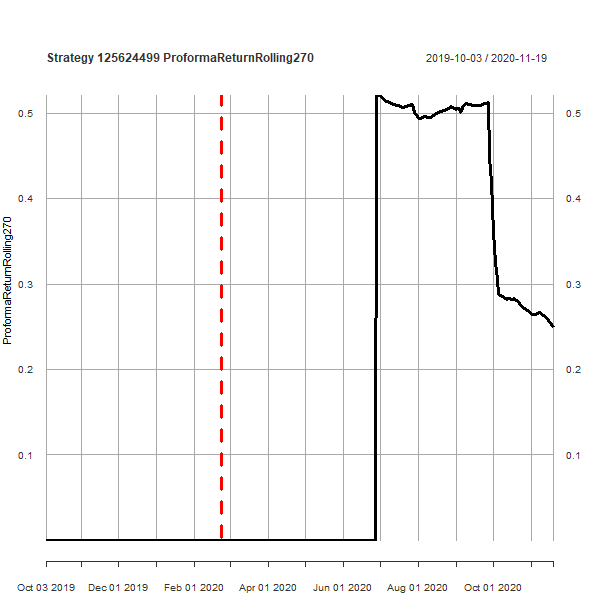 Strategy 125624499 ProformaReturnRolling270
2019-10-03 / 2020-11-19
ProformaReturnRolling270
0.5
0.4
0.3
0.2
0.1
0.5
0.4
0.3
0.2
0.1
Oct 03 2019
Dec 01 2019
Feb 01 2020
Apr 01 2020
Jun 01 2020
Aug 01 2020
Oct 01 2020